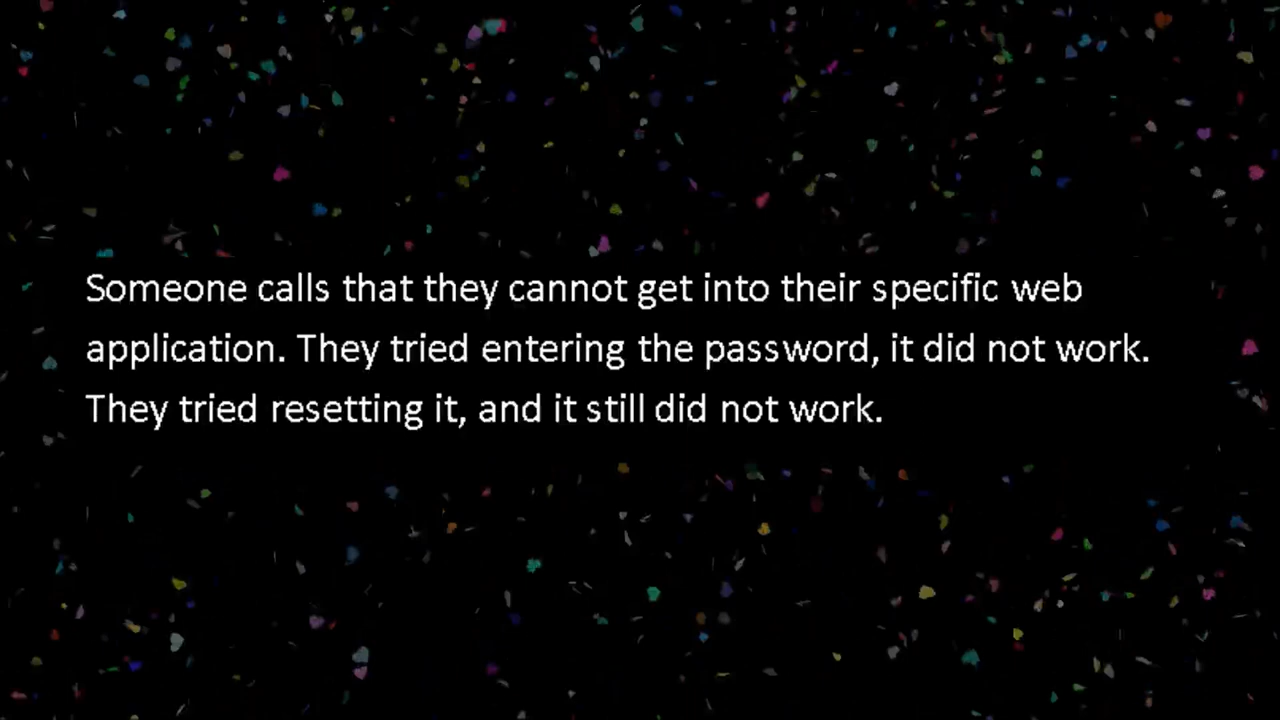 Someone calls that they cannot get into their specific web
application. They tried entering the password, it did not work.
They tried resetting it, and it still did not work.